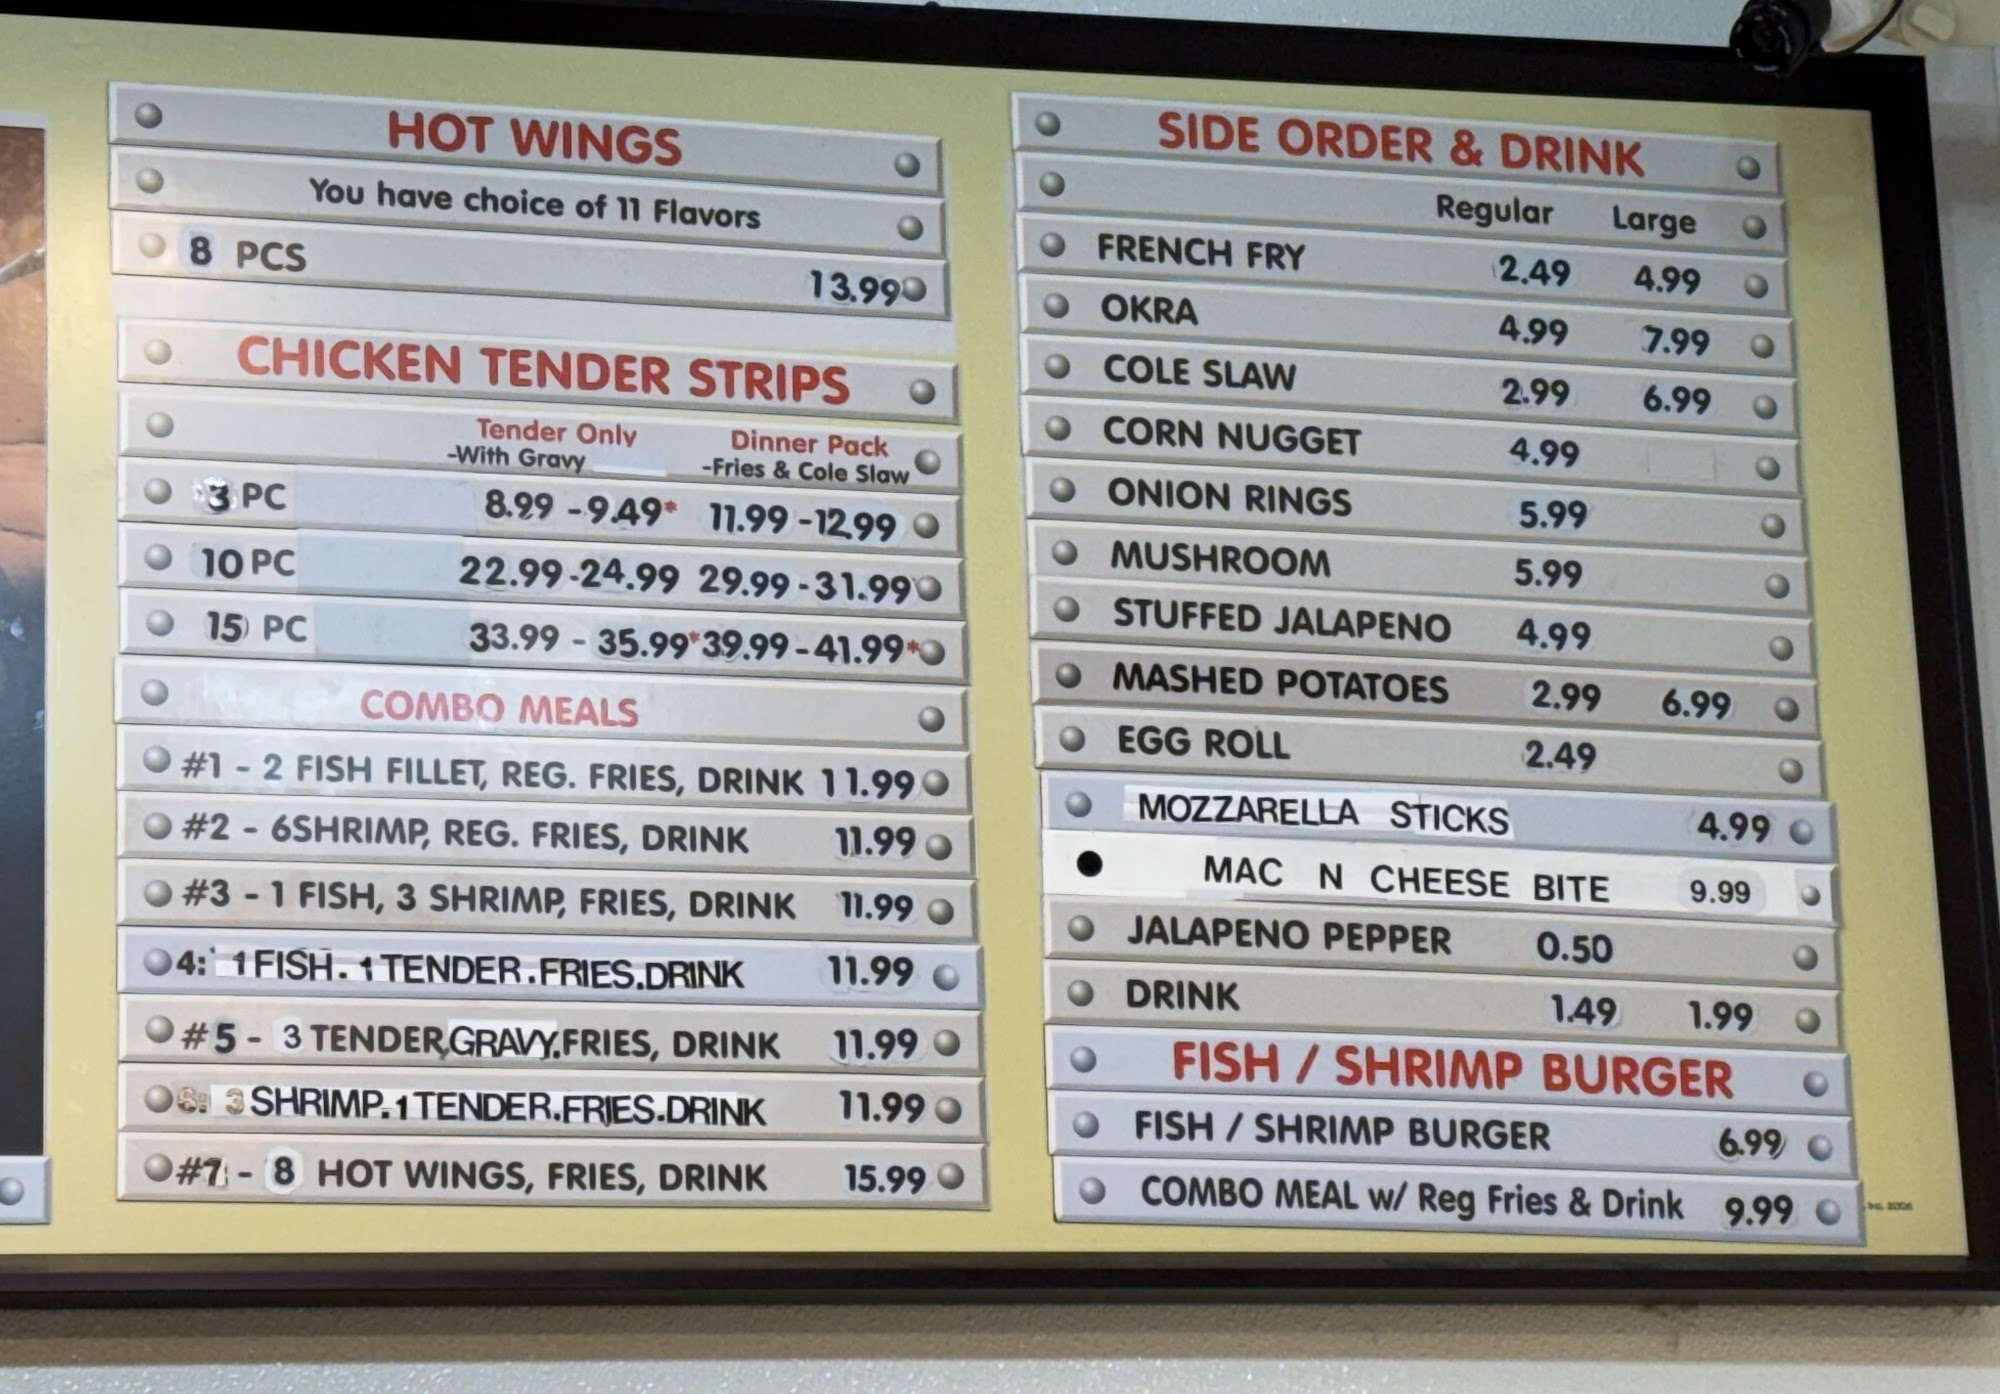 HOT WINGS
You have choice of 11 Flavors
8 PCS 13.99
CHICKEN TENDER STRIPS
Tender Only Dinner Pack
-With Gravy -Fries & Cole Slaw
3 PC 8.99 - 9.49* 11.99 - 12.99
10 PC 22.99 - 24.99 29.99 - 31.99
15 PC 33.99 - 35.99* 39.99 - 41.99*
COMBO MEALS
#1 - 2 FISH FILLET, REG. FRIES, DRINK 11.99
#2 - 6SHRIMP, REG. FRIES, DRINK 11.99
#3 - 1 FISH, 3 SHRIMP, FRIES, DRINK 11.99
4: 1 FISH. 1 TENDER.FRIES.DRINK 11.99
#5 - 3 TENDER,GRAVY.FRIES, DRINK 11.99
6: 3 SHRIMP.1 TENDER.FRIES.DRINK 11.99
#7 - 8 HOT WINGS, FRIES, DRINK 15.99
SIDE ORDER & DRINK
Regular Large
FRENCH FRY 2.49 4.99
OKRA 4.99 7.99
COLE SLAW 2.99 6.99
CORN NUGGET 4.99
ONION RINGS 5.99
MUSHROOM 5.99
STUFFED JALAPENO 4.99
MASHED POTATOES 2.99 6.99
EGG ROLL 2.49
MOZZARELLA STICKS 4.99
MAC N CHEESE BITE 9.99
JALAPENO PEPPER 0.50
DRINK 1.49 1.99
FISH / SHRIMP BURGER
FISH / SHRIMP BURGER 6.99
COMBO MEAL w/ Reg Fries & Drink 9.99